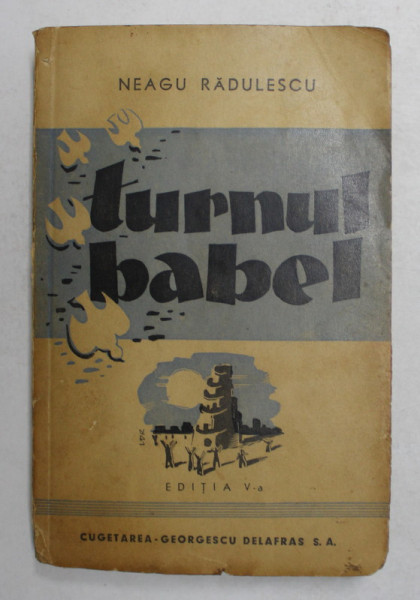 NEAGU RĂDULESCU
turnul
babel
EDIȚIA V-a
CUGETAREA-GEORGESCU DELAFRAS S. A.